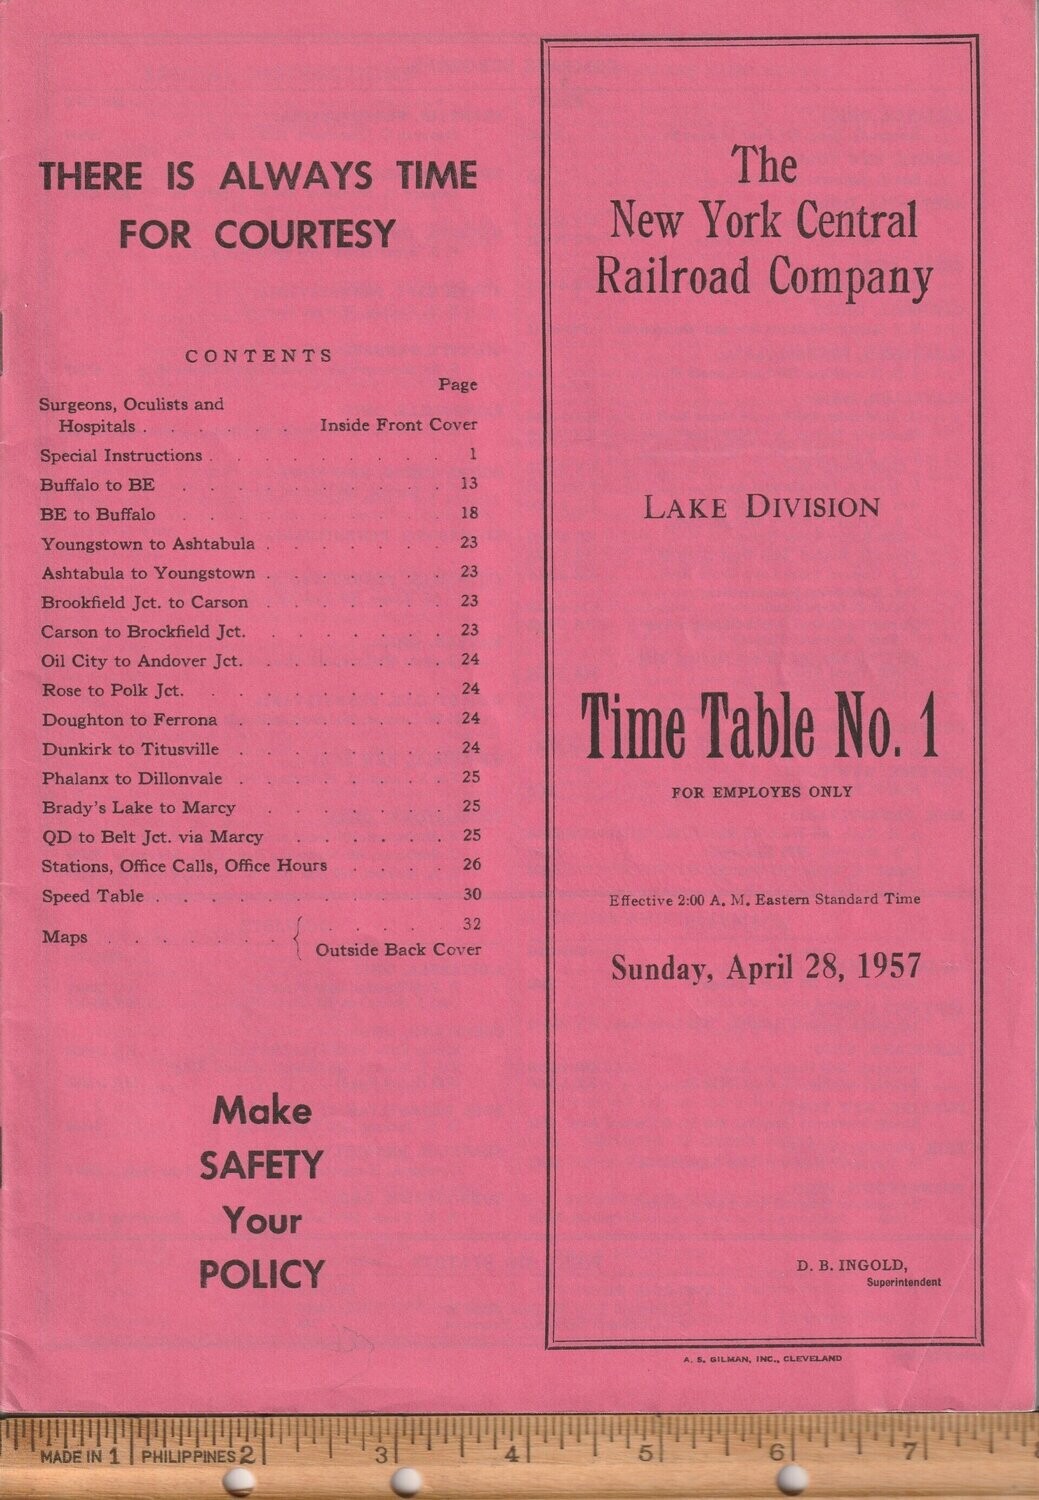 THERE IS ALWAYS TIME
FOR COURTESY
CONTENTS
Page
Surgeons, Oculists and
Hospitals . . . . . . Inside Front Cover
Special Instructions . . . . . . . . . 1
Buffalo to BE . . . . . . . . . . 13
BE to Buffalo . . . . . . . . . . 18
Youngstown to Ashtabula . . . . . . . 23
Ashtabula to Youngstown . . . . . . . 23
Brookfield Jct. to Carson . . . . . . . 23
Carson to Brockfield Jct. . . . . . . . 23
Oil City to Andover Jct. . . . . . . . 24
Rose to Polk Jct. . . . . . . . . . 24
Doughton to Ferrona . . . . . . . . 24
Dunkirk to Titusville . . . . . . . . 24
Phalanx to Dillonvale . . . . . . . . 25
Brady's Lake to Marcy . . . . . . . 25
QD to Belt Jct. via Marcy . . . . . . 25
Stations, Office Calls, Office Hours . . . . 26
Speed Table . . . . . . . . . . . 30
Maps . . . . . . . { . . . . . 32
Outside Back Cover
Make
SAFETY
Your
POLICY
The
New York Central
Railroad Company
LAKE DIVISION
Time Table No. 1
FOR EMPLOYES ONLY
Effective 2:00 A. M. Eastern Standard Time
Sunday, April 28, 1957
D. B. INGOLD,
Superintendent
A. S. GILMAN, INC., CLEVELAND
MADE IN 1 PHILIPPINES 2 3 4 5 6 7